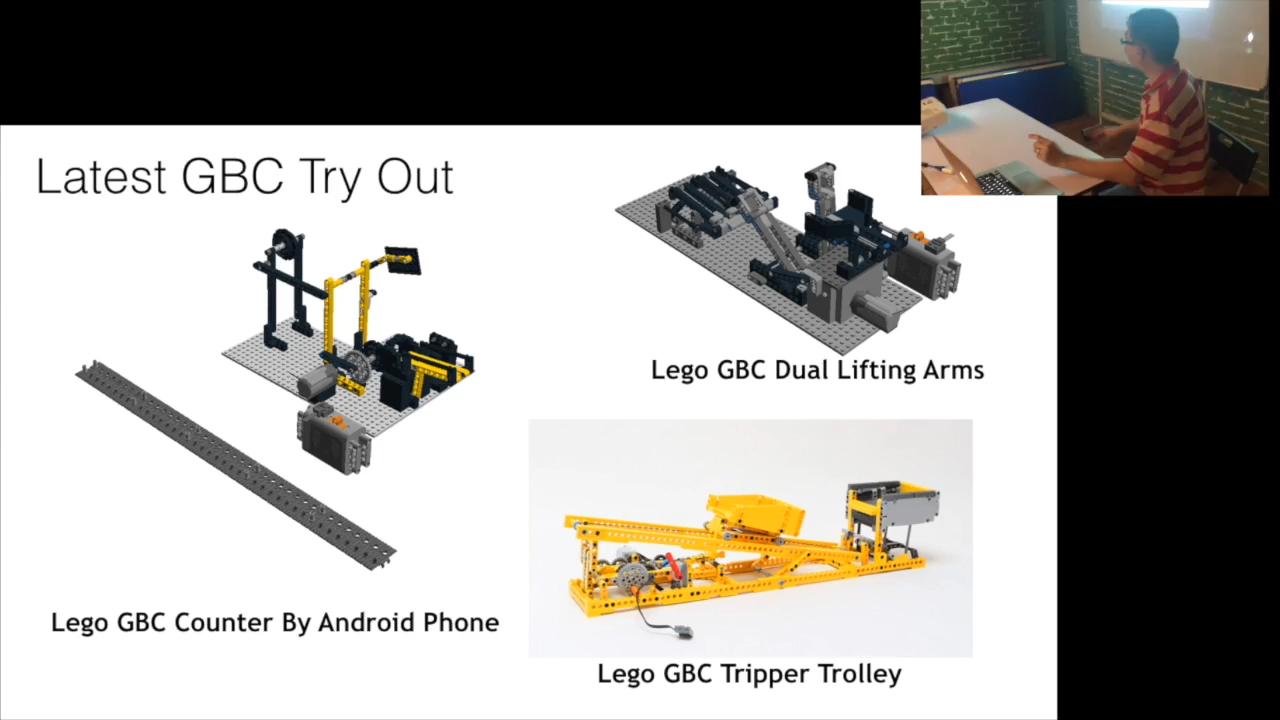 Latest GBC Try Out
Lego GBC Dual Lifting Arms
Lego GBC Counter By Android Phone
Lego GBC Tripper Trolley